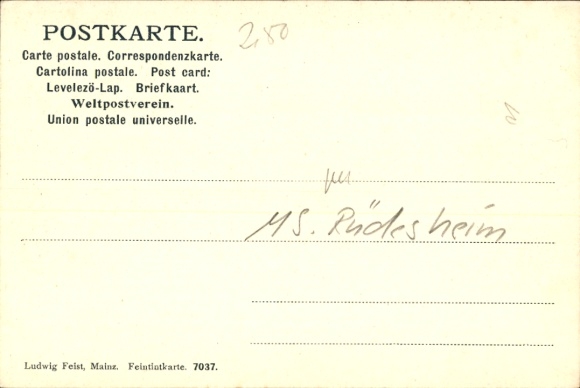 POSTKARTE.
Carte postale. Correspondenzkarte.
Cartolina postale. Post card:
Levelezö-Lap. Briefkaart.
Weltpostverein.
Union postale universelle.
2,50
MS. Rüdesheim
Ludwig Feist, Mainz. Feintintkarte. 7037.